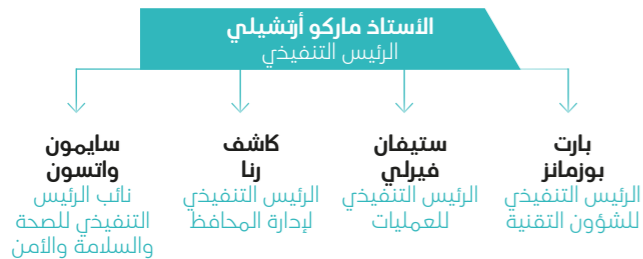 الأستاذ ماركو أرتشيلي
الرئيس التنفيذي
بارت
بوزمانز
الرئيس التنفيذي
للشؤون التقنية
ستيفان
فيرلي
الرئيس التنفيذي
للعمليات
كاشف
رنا
الرئيس التنفيذي
لإدارة المحافظ
سايمون
واتسون
نائب الرئيس
التنفيذي للصحة
والسلامة والأمن